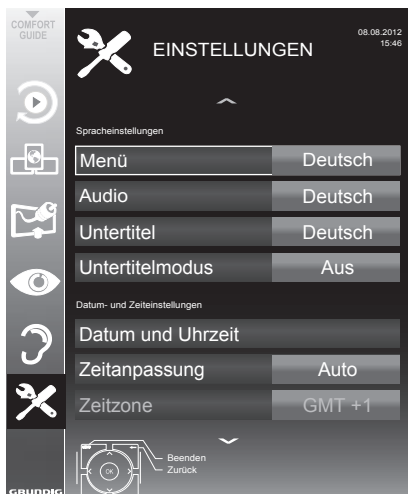 COMFORT
GUIDE
EINSTELLUNGEN
08.08.2012
15:46
Spracheinstellungen
Menü Deutsch
Audio Deutsch
Untertitel Deutsch
Untertitelmodus Aus
Datum- und Zeiteinstellungen
Datum und Uhrzeit
Zeitanpassung Auto
Zeitzone GMT +1
Beenden
Zurück
OK
GRUNDIG